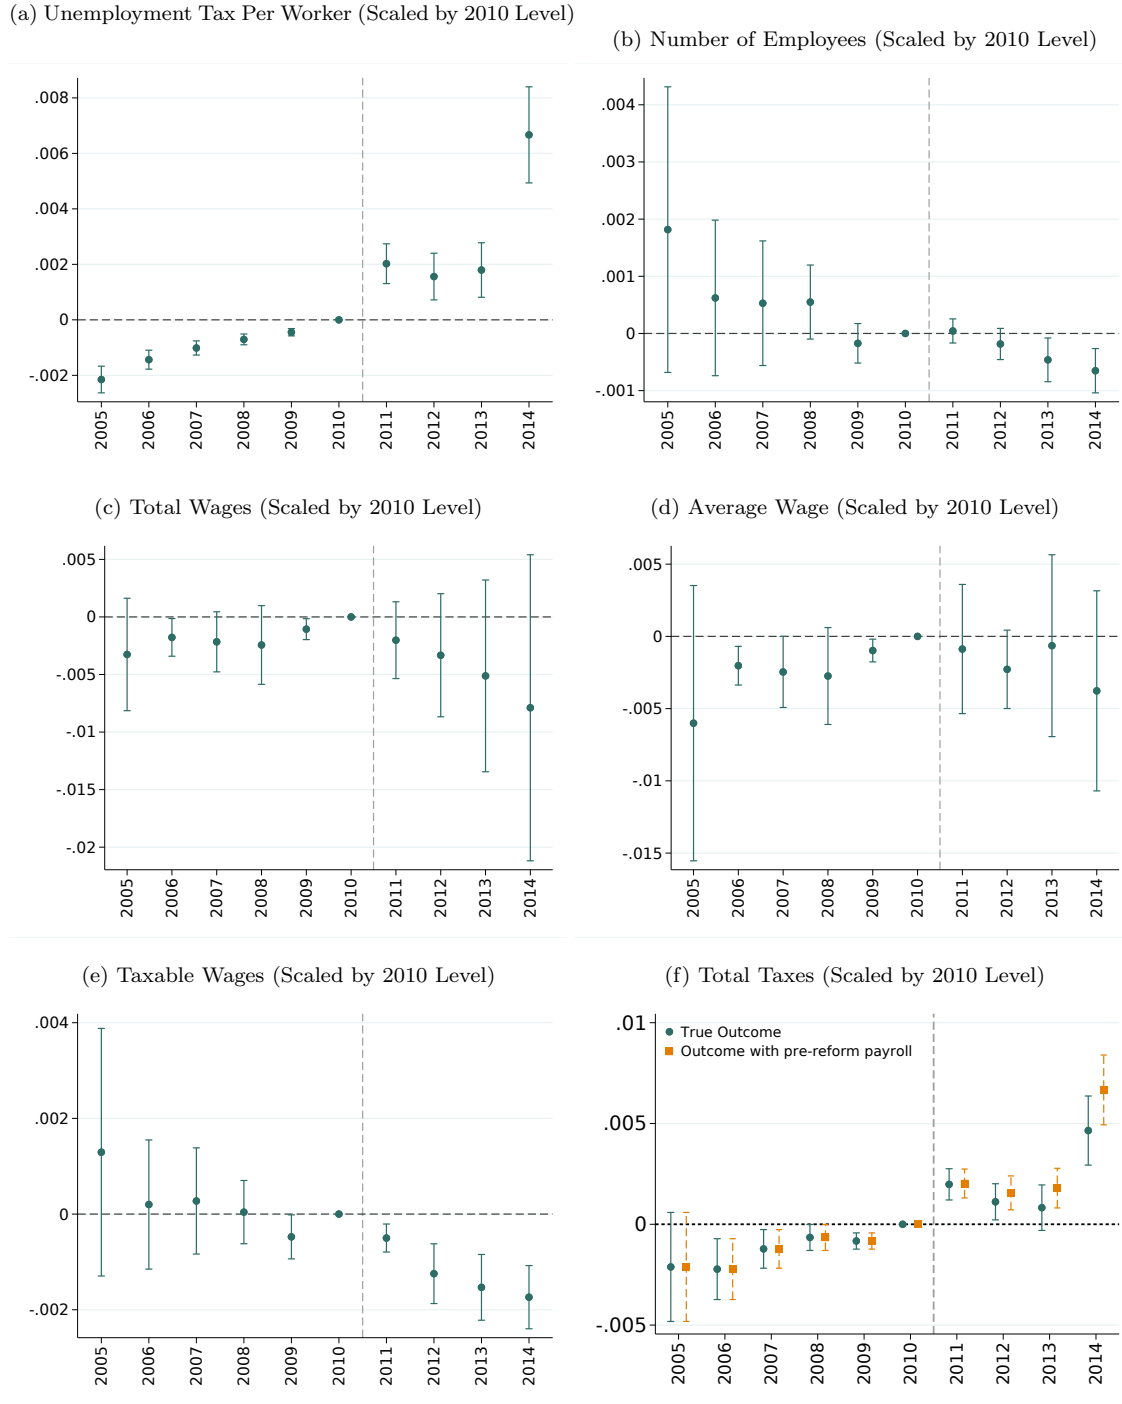 (a) Unemployment Tax Per Worker (Scaled by 2010 Level)
.008
.006
.004
.002
0
-.002
2005 2006 2007 2008 2009 2010 2011 2012 2013 2014
(b) Number of Employees (Scaled by 2010 Level)
.004
.003
.002
.001
0
-.001
2005 2006 2007 2008 2009 2010 2011 2012 2013 2014
(c) Total Wages (Scaled by 2010 Level)
.005
0
-.005
-.01
-.015
-.02
2005 2006 2007 2008 2009 2010 2011 2012 2013 2014
(d) Average Wage (Scaled by 2010 Level)
.005
0
-.005
-.01
-.015
2005 2006 2007 2008 2009 2010 2011 2012 2013 2014
(e) Taxable Wages (Scaled by 2010 Level)
.004
.002
0
-.002
2005 2006 2007 2008 2009 2010 2011 2012 2013 2014
(f) Total Taxes (Scaled by 2010 Level)
True Outcome
Outcome with pre-reform payroll
.01
.005
0
-.005
2005 2006 2007 2008 2009 2010 2011 2012 2013 2014